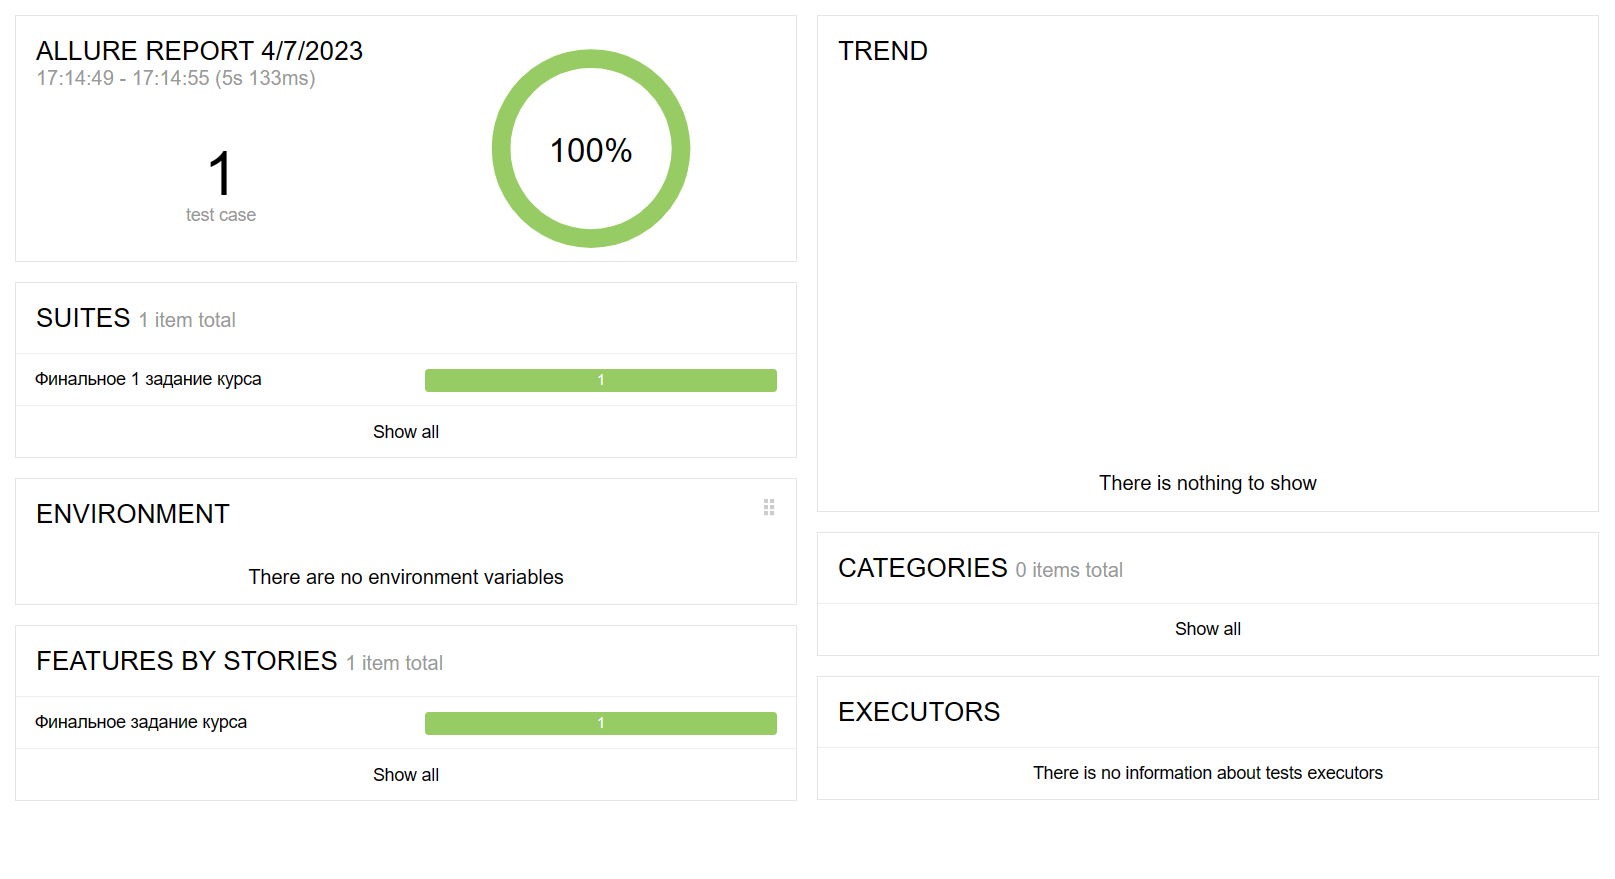 ALLURE REPORT 4/7/2023
17:14:49 - 17:14:55 (5s 133ms)
1
test case
100%
SUITES 1 item total
Финальное 1 задание курса 1
Show all
ENVIRONMENT
There are no environment variables
FEATURES BY STORIES 1 item total
Финальное задание курса 1
Show all
TREND
There is nothing to show
CATEGORIES 0 items total
Show all
EXECUTORS
There is no information about tests executors